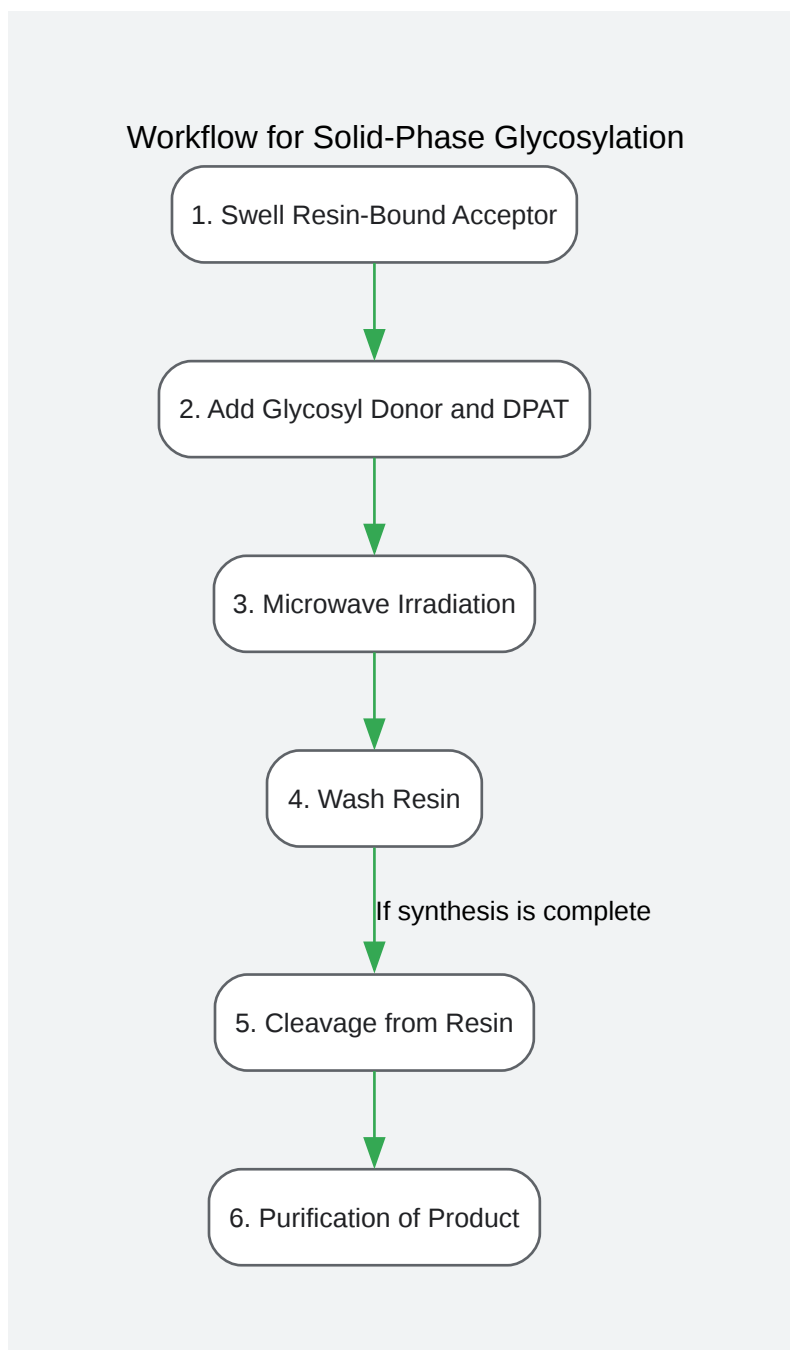 Workflow for Solid-Phase Glycosylation
1. Swell Resin-Bound Acceptor
2. Add Glycosyl Donor and DPAT
3. Microwave Irradiation
4. Wash Resin
If synthesis is complete
5. Cleavage from Resin
6. Purification of Product